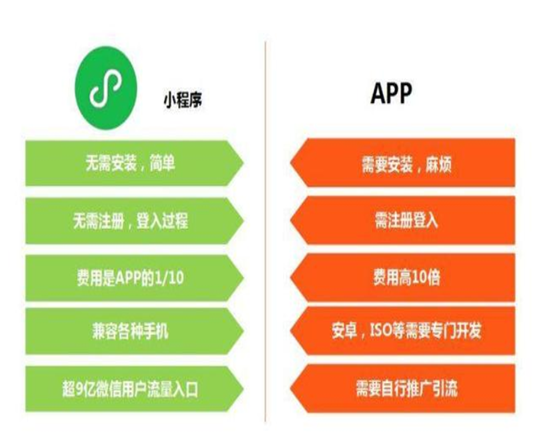 小程序
APP
无需安装，简单
需要安装，麻烦
无需注册，登入过程
需注册登入
费用是APP的1/10
费用高10倍
兼容各种手机
安卓，ISO等需要专门开发
超9亿微信用户流量入口
需要自行推广引流